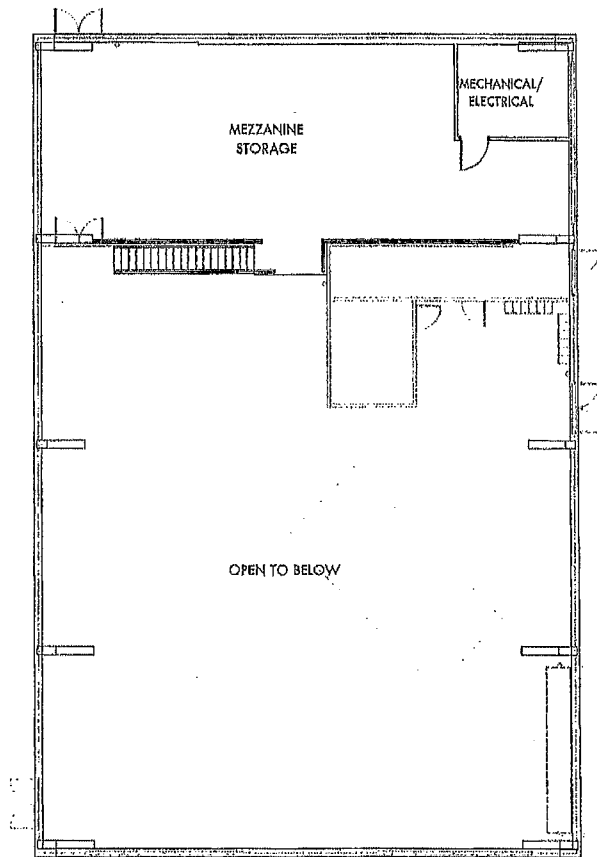 MECHANICAL/
ELECTRICAL
MEZZANINE
STORAGE
OPEN TO BELOW